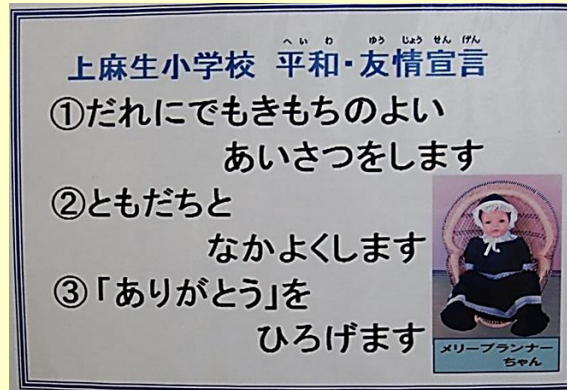 へいわ ゆうじょうせんげん
上麻生小学校 平和・友情宣言
①だれにでもきもちのよい
あいさつをします
②ともだちと
なかよくします
③「ありがとう」を
ひろげます
メリーブランナー
ちゃん